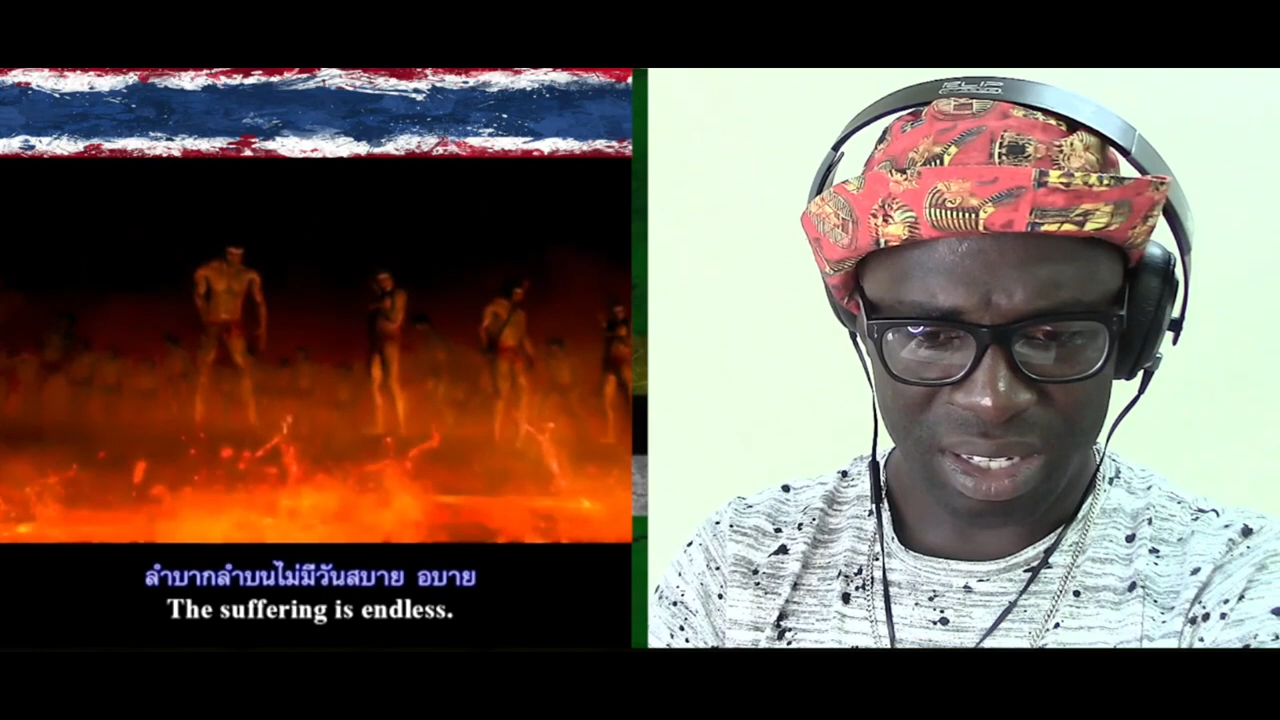 ลำบากลำบนไม่มีวันสบาย อบาย
The suffering is endless.